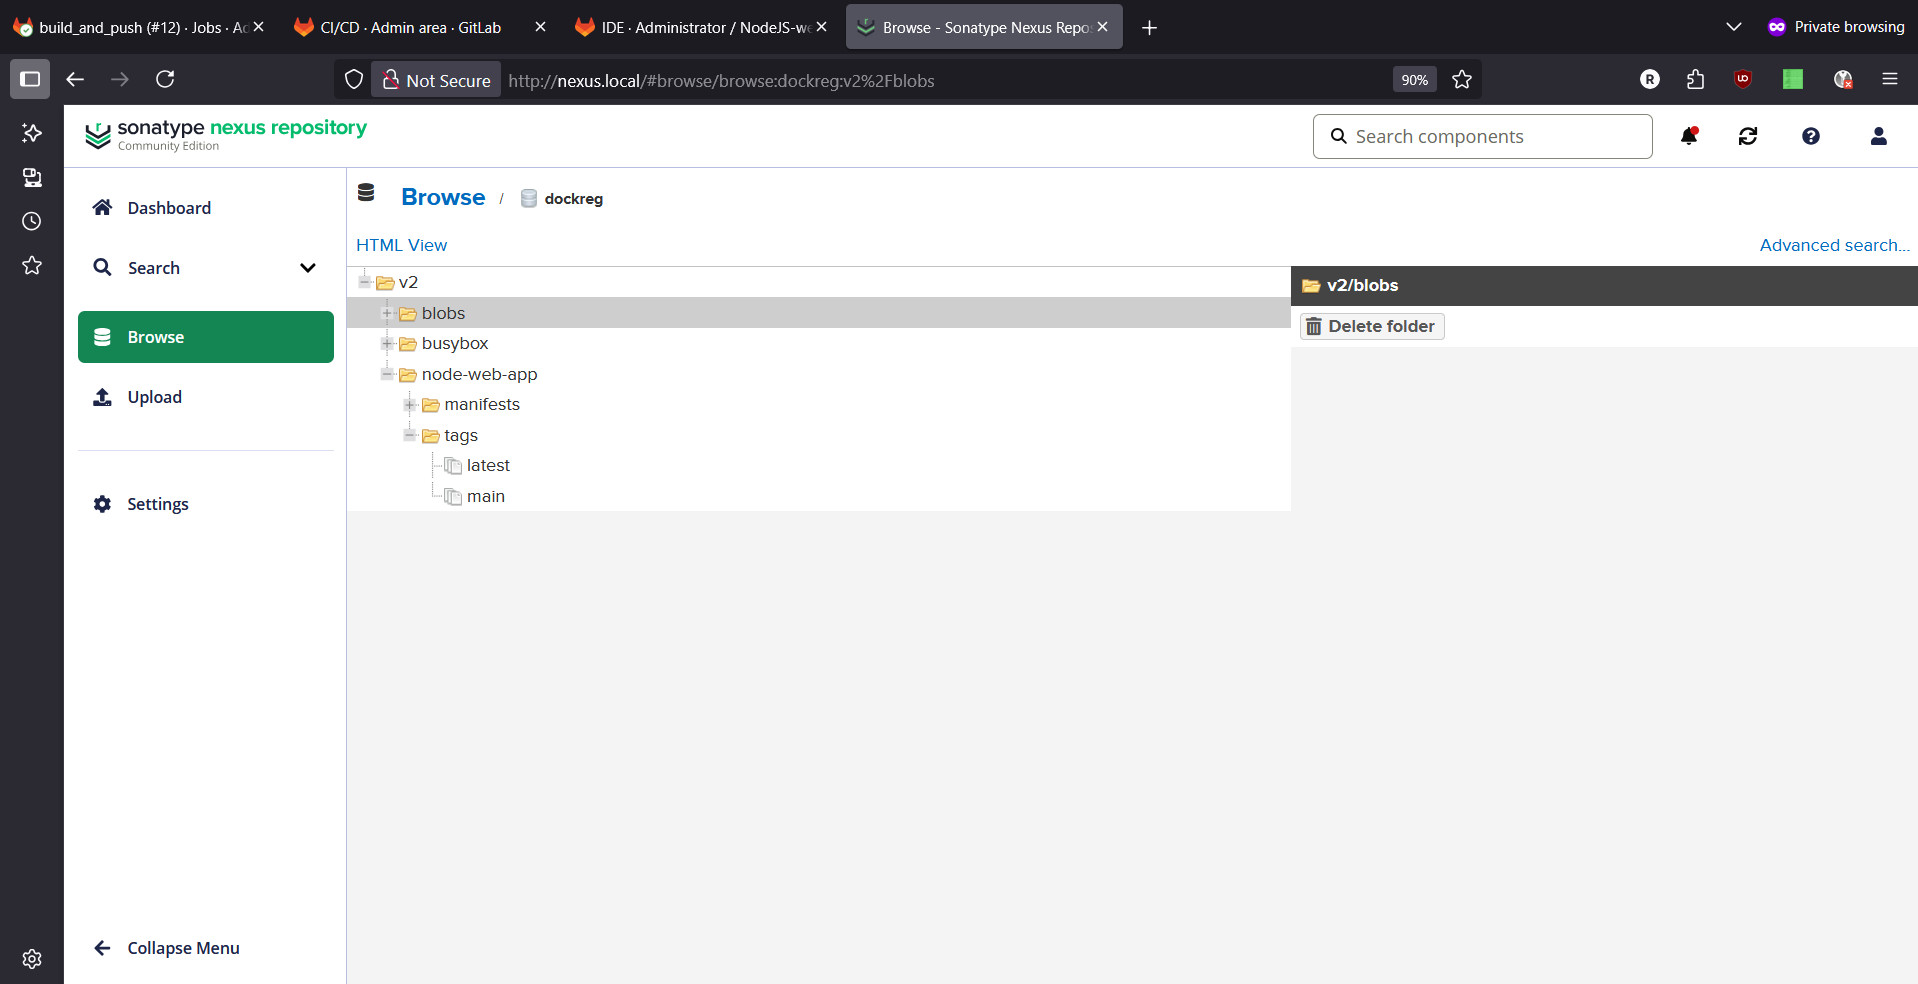 build_and_push (#12) · Jobs · Ac
CI/CD · Admin area · GitLab
IDE · Administrator / NodeJS-we
Browse - Sonatype Nexus Repo
Private browsing
Not Secure
http://nexus.local/#browse/browse:dockreg:v2%2Fblobs
90%
sonatype nexus repository
Community Edition
Search components
Dashboard
Search
Browse
Upload
Settings
Collapse Menu
Browse / dockreg
HTML View
Advanced search...
v2
blobs
busybox
node-web-app
manifests
tags
latest
main
v2/blobs
Delete folder